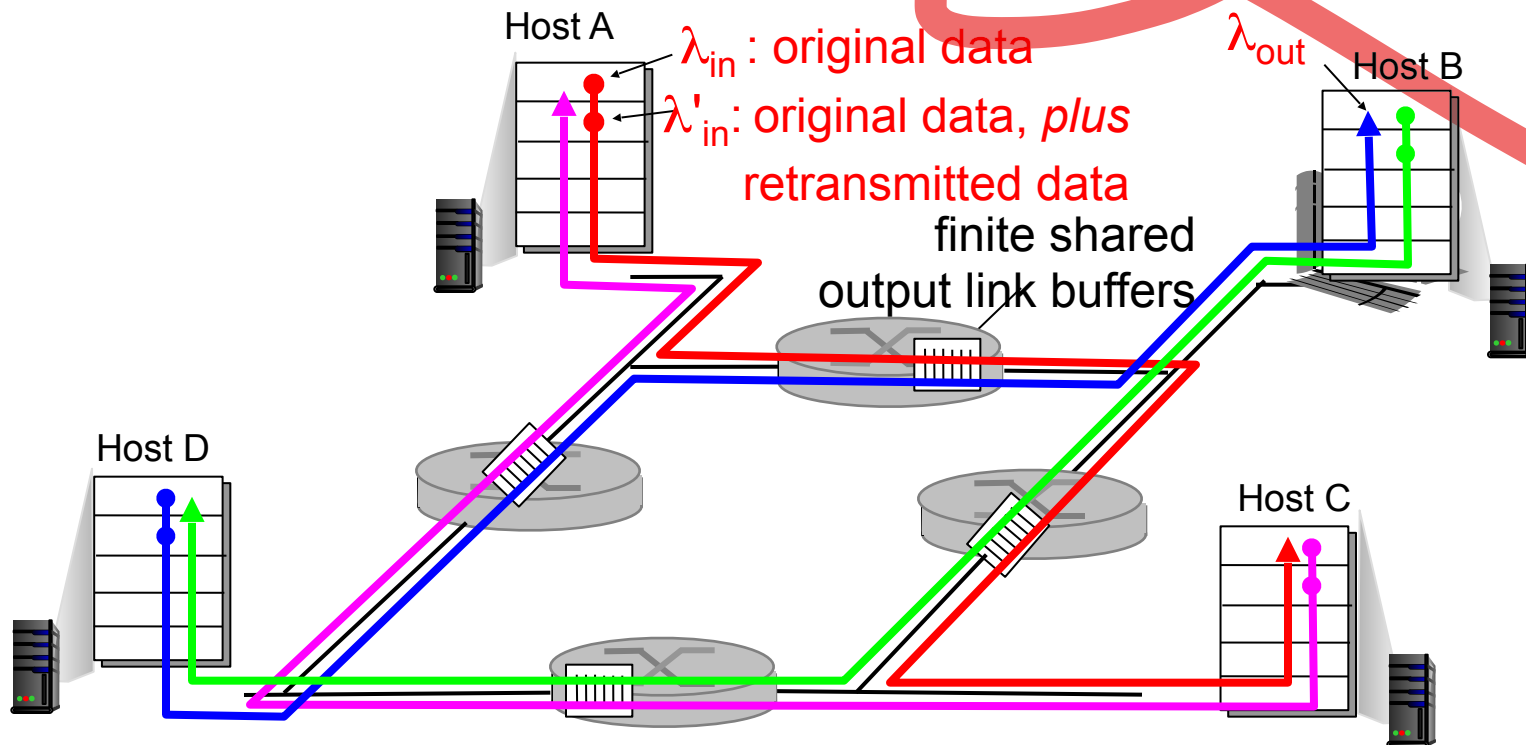 Host A
λin : original data
λ'in: original data, plus
retransmitted data
λout
Host B
finite shared
output link buffers
Host D
Host C